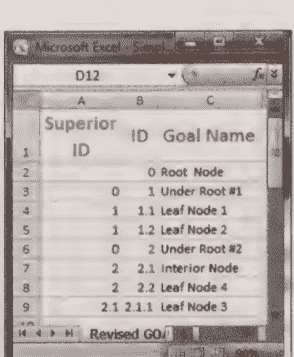 Microsoft Excel - Sampl
D12 fx
A B C
1 Superior ID ID Goal Name
2 0 Root Node
3 0 1 Under Root #1
4 1 1.1 Leaf Node 1
5 1 1.2 Leaf Node 2
6 0 2 Under Root #2
7 2 2.1 Interior Node
8 2 2.2 Leaf Node 4
9 2.1 2.1.1 Leaf Node 3
Revised GOA